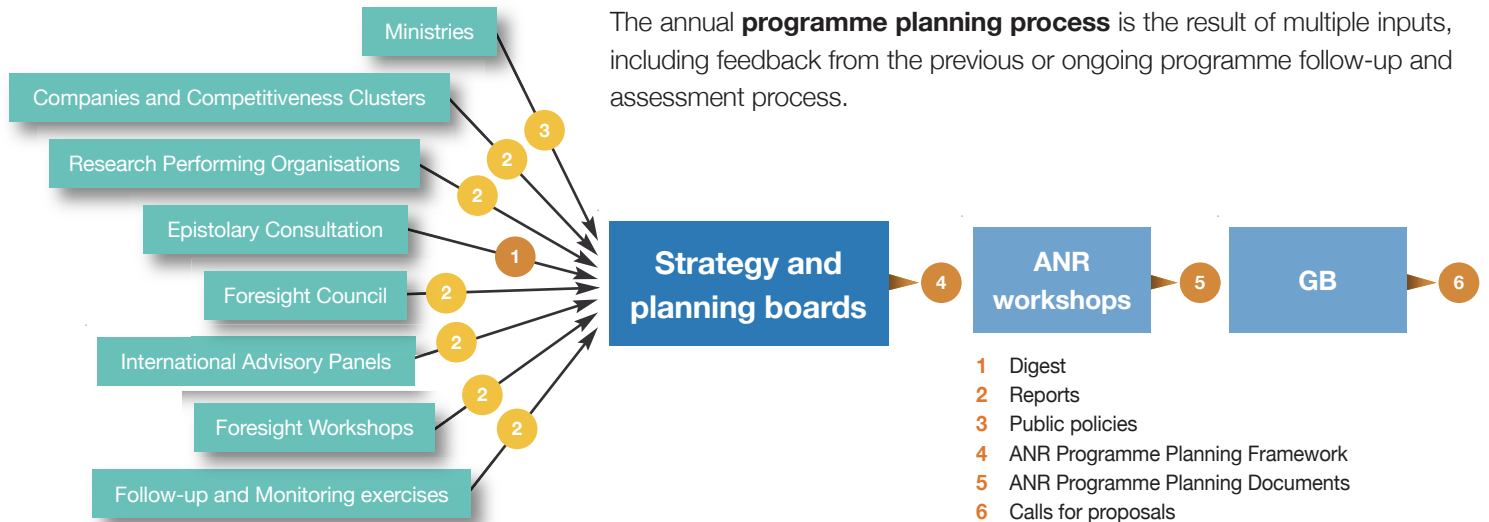 The annual programme planning process is the result of multiple inputs,
including feedback from the previous or ongoing programme follow-up and
assessment process.
Ministries
3
Companies and Competitiveness Clusters
2
Research Performing Organisations
2
Epistolary Consultation
1
Foresight Council
2
International Advisory Panels
2
Foresight Workshops
2
Follow-up and Monitoring exercises
2
Strategy and
planning boards
4
ANR
workshops
5
GB
6
1 Digest
2 Reports
3 Public policies
4 ANR Programme Planning Framework
5 ANR Programme Planning Documents
6 Calls for proposals